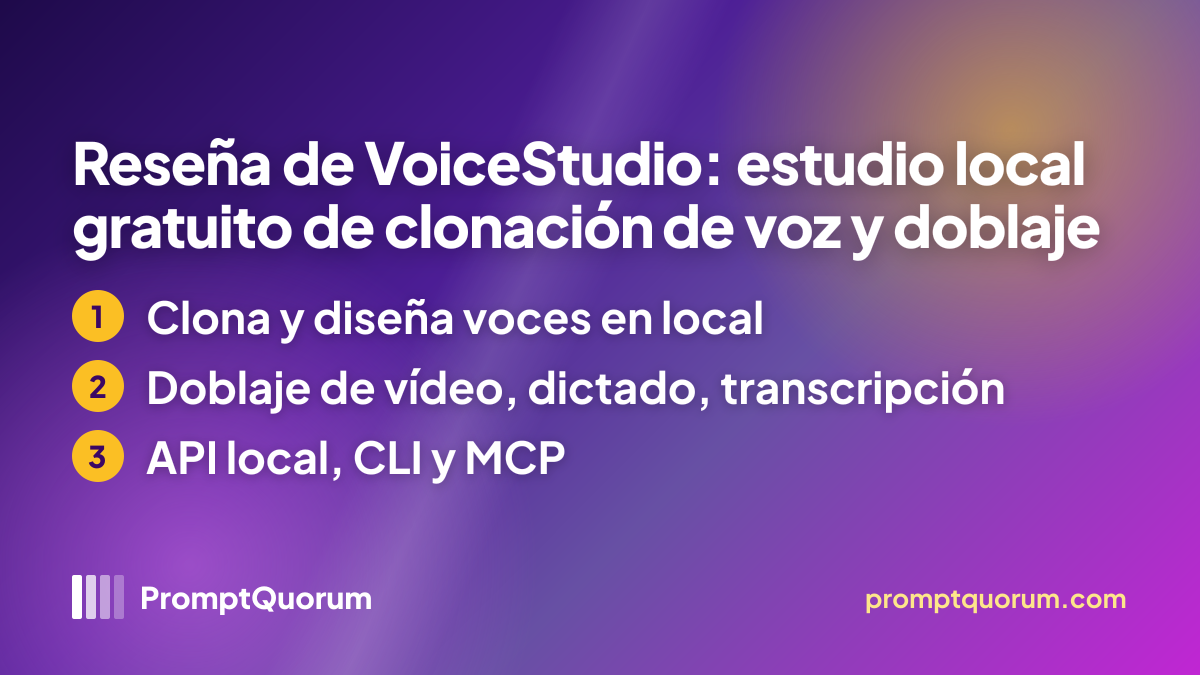 Reseña de VoiceStudio: estudio local
gratuito de clonación de voz y doblaje
1 Clona y diseña voces en local
2 Doblaje de vídeo, dictado, transcripción
3 API local, CLI y MCP
PromptQuorum
promptquorum.com